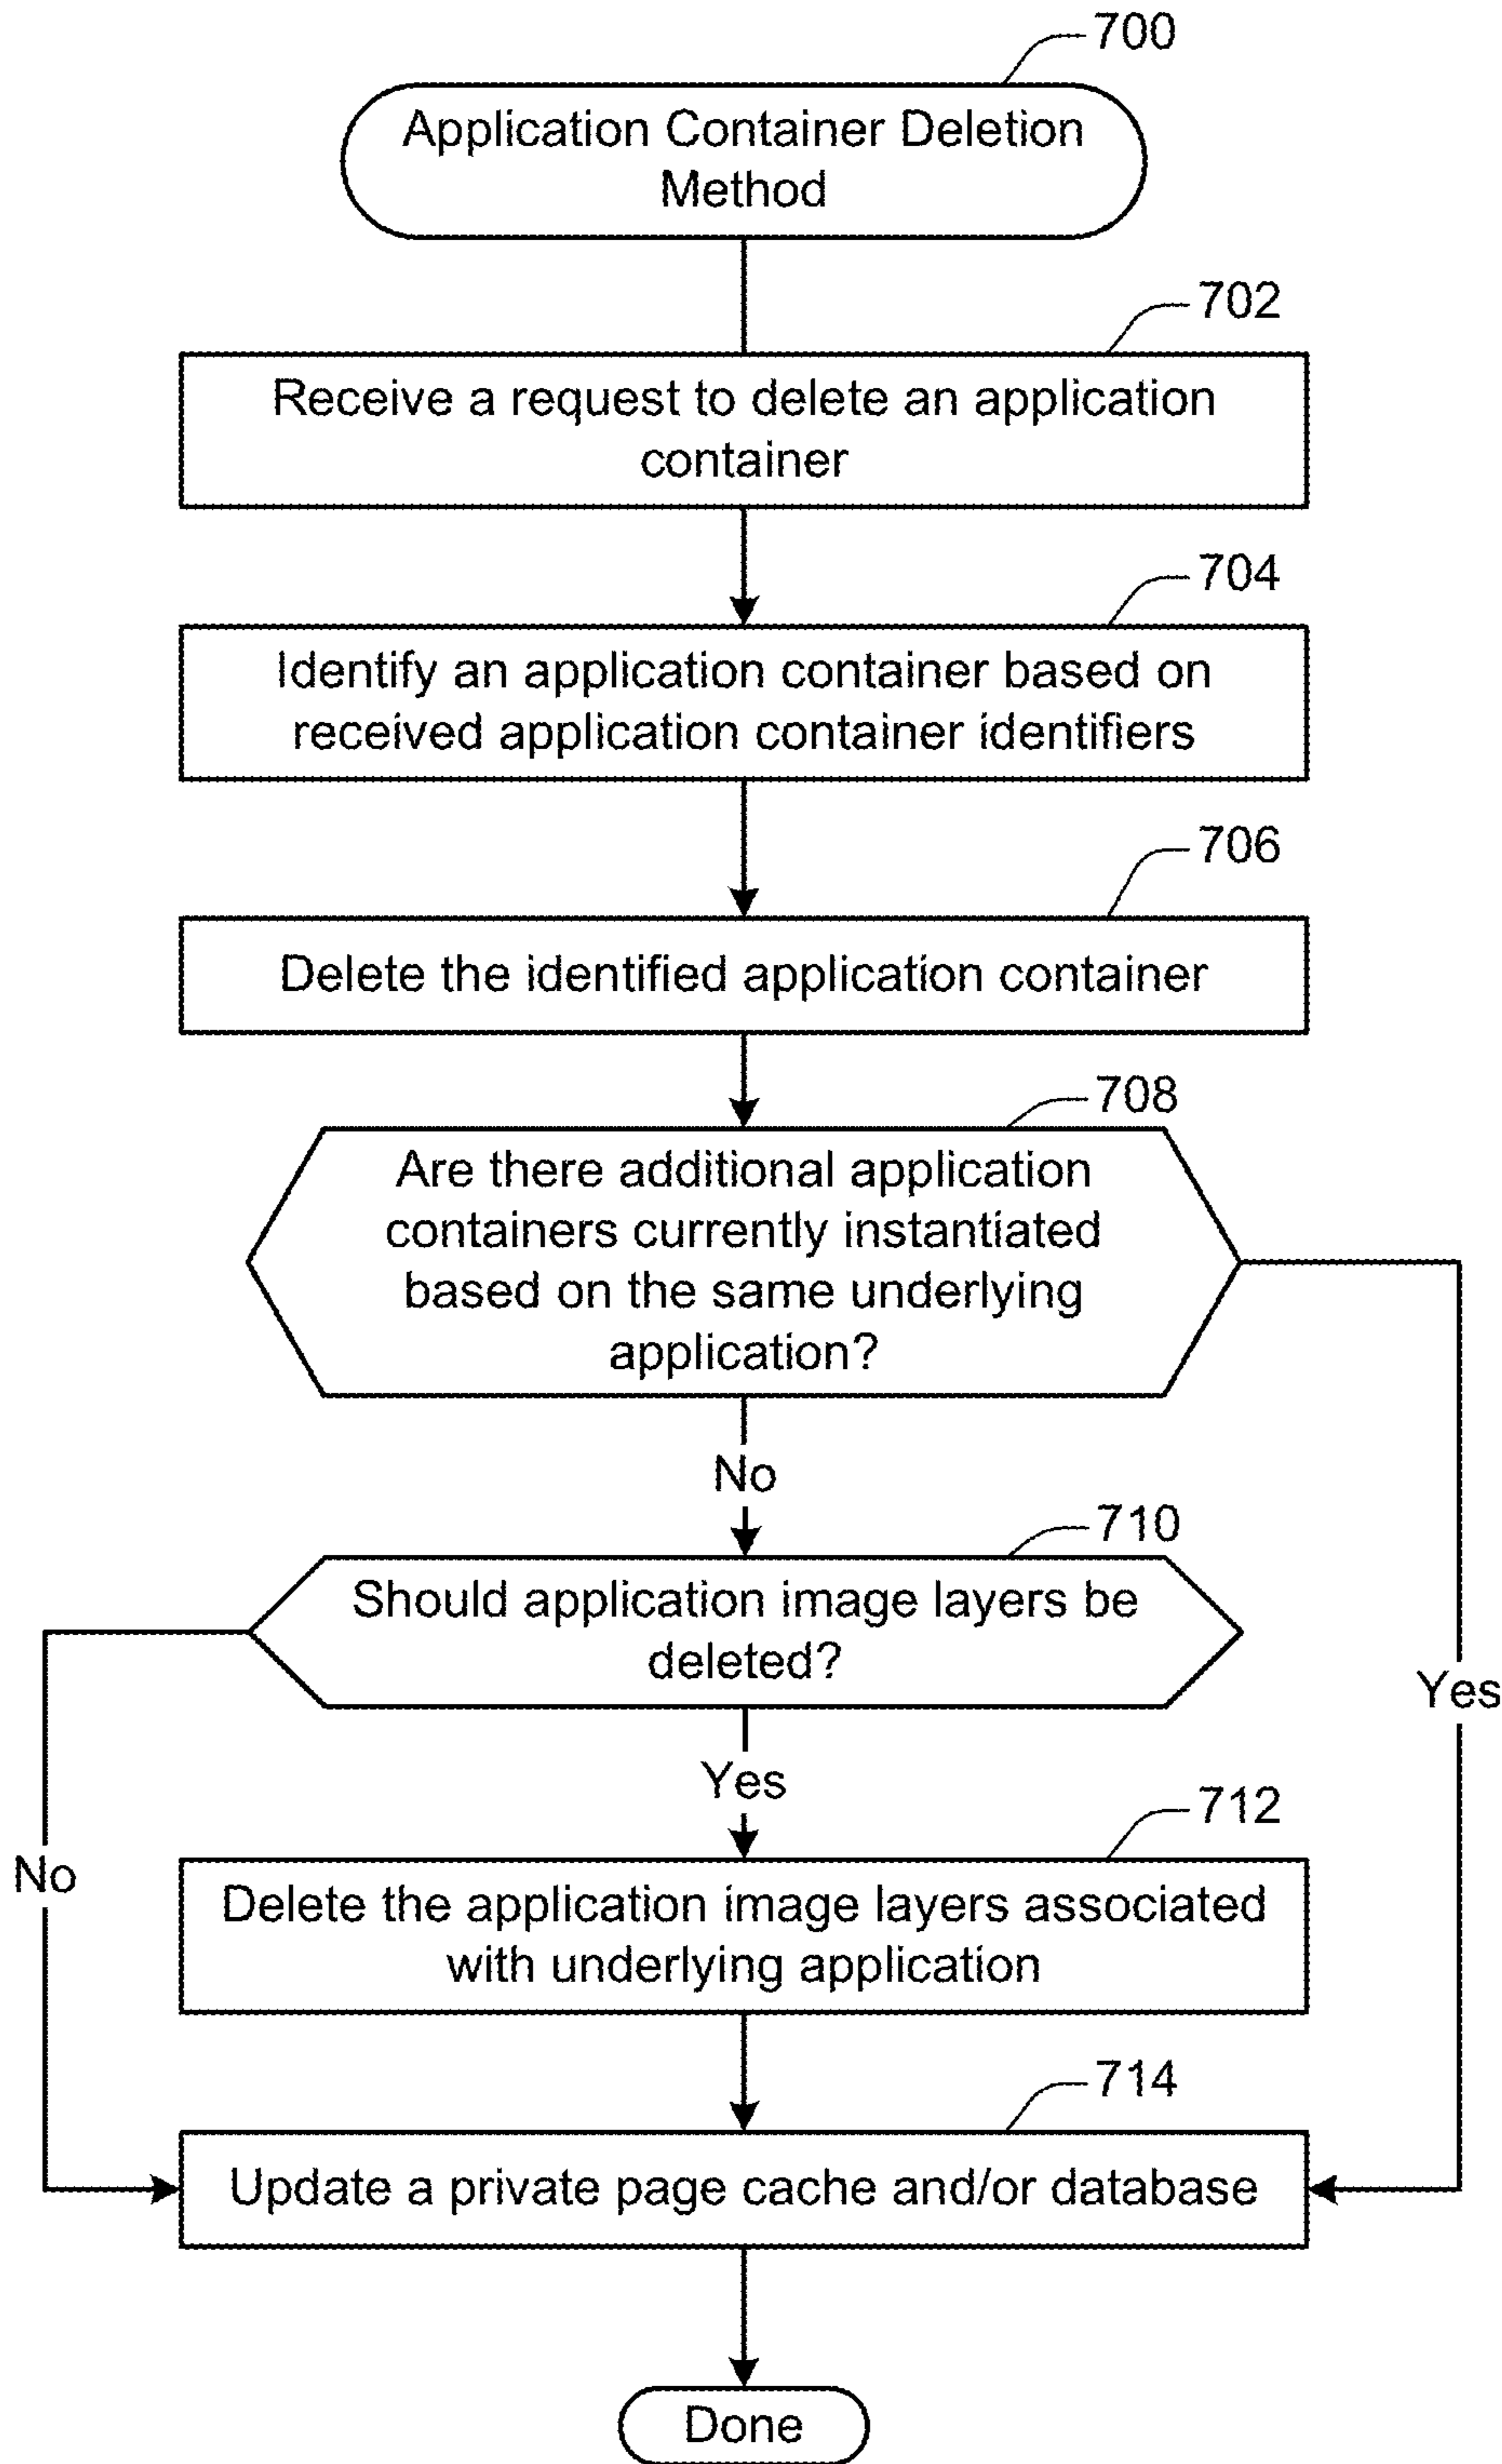 700
Application Container Deletion
Method
702
Receive a request to delete an application
container
704
Identify an application container based on
received application container identifiers
706
Delete the identified application container
708
Are there additional application
containers currently instantiated
based on the same underlying
application?
No
710
Should application image layers be
deleted?
Yes
Yes
712
No
Delete the application image layers associated
with underlying application
714
Update a private page cache and/or database
Done